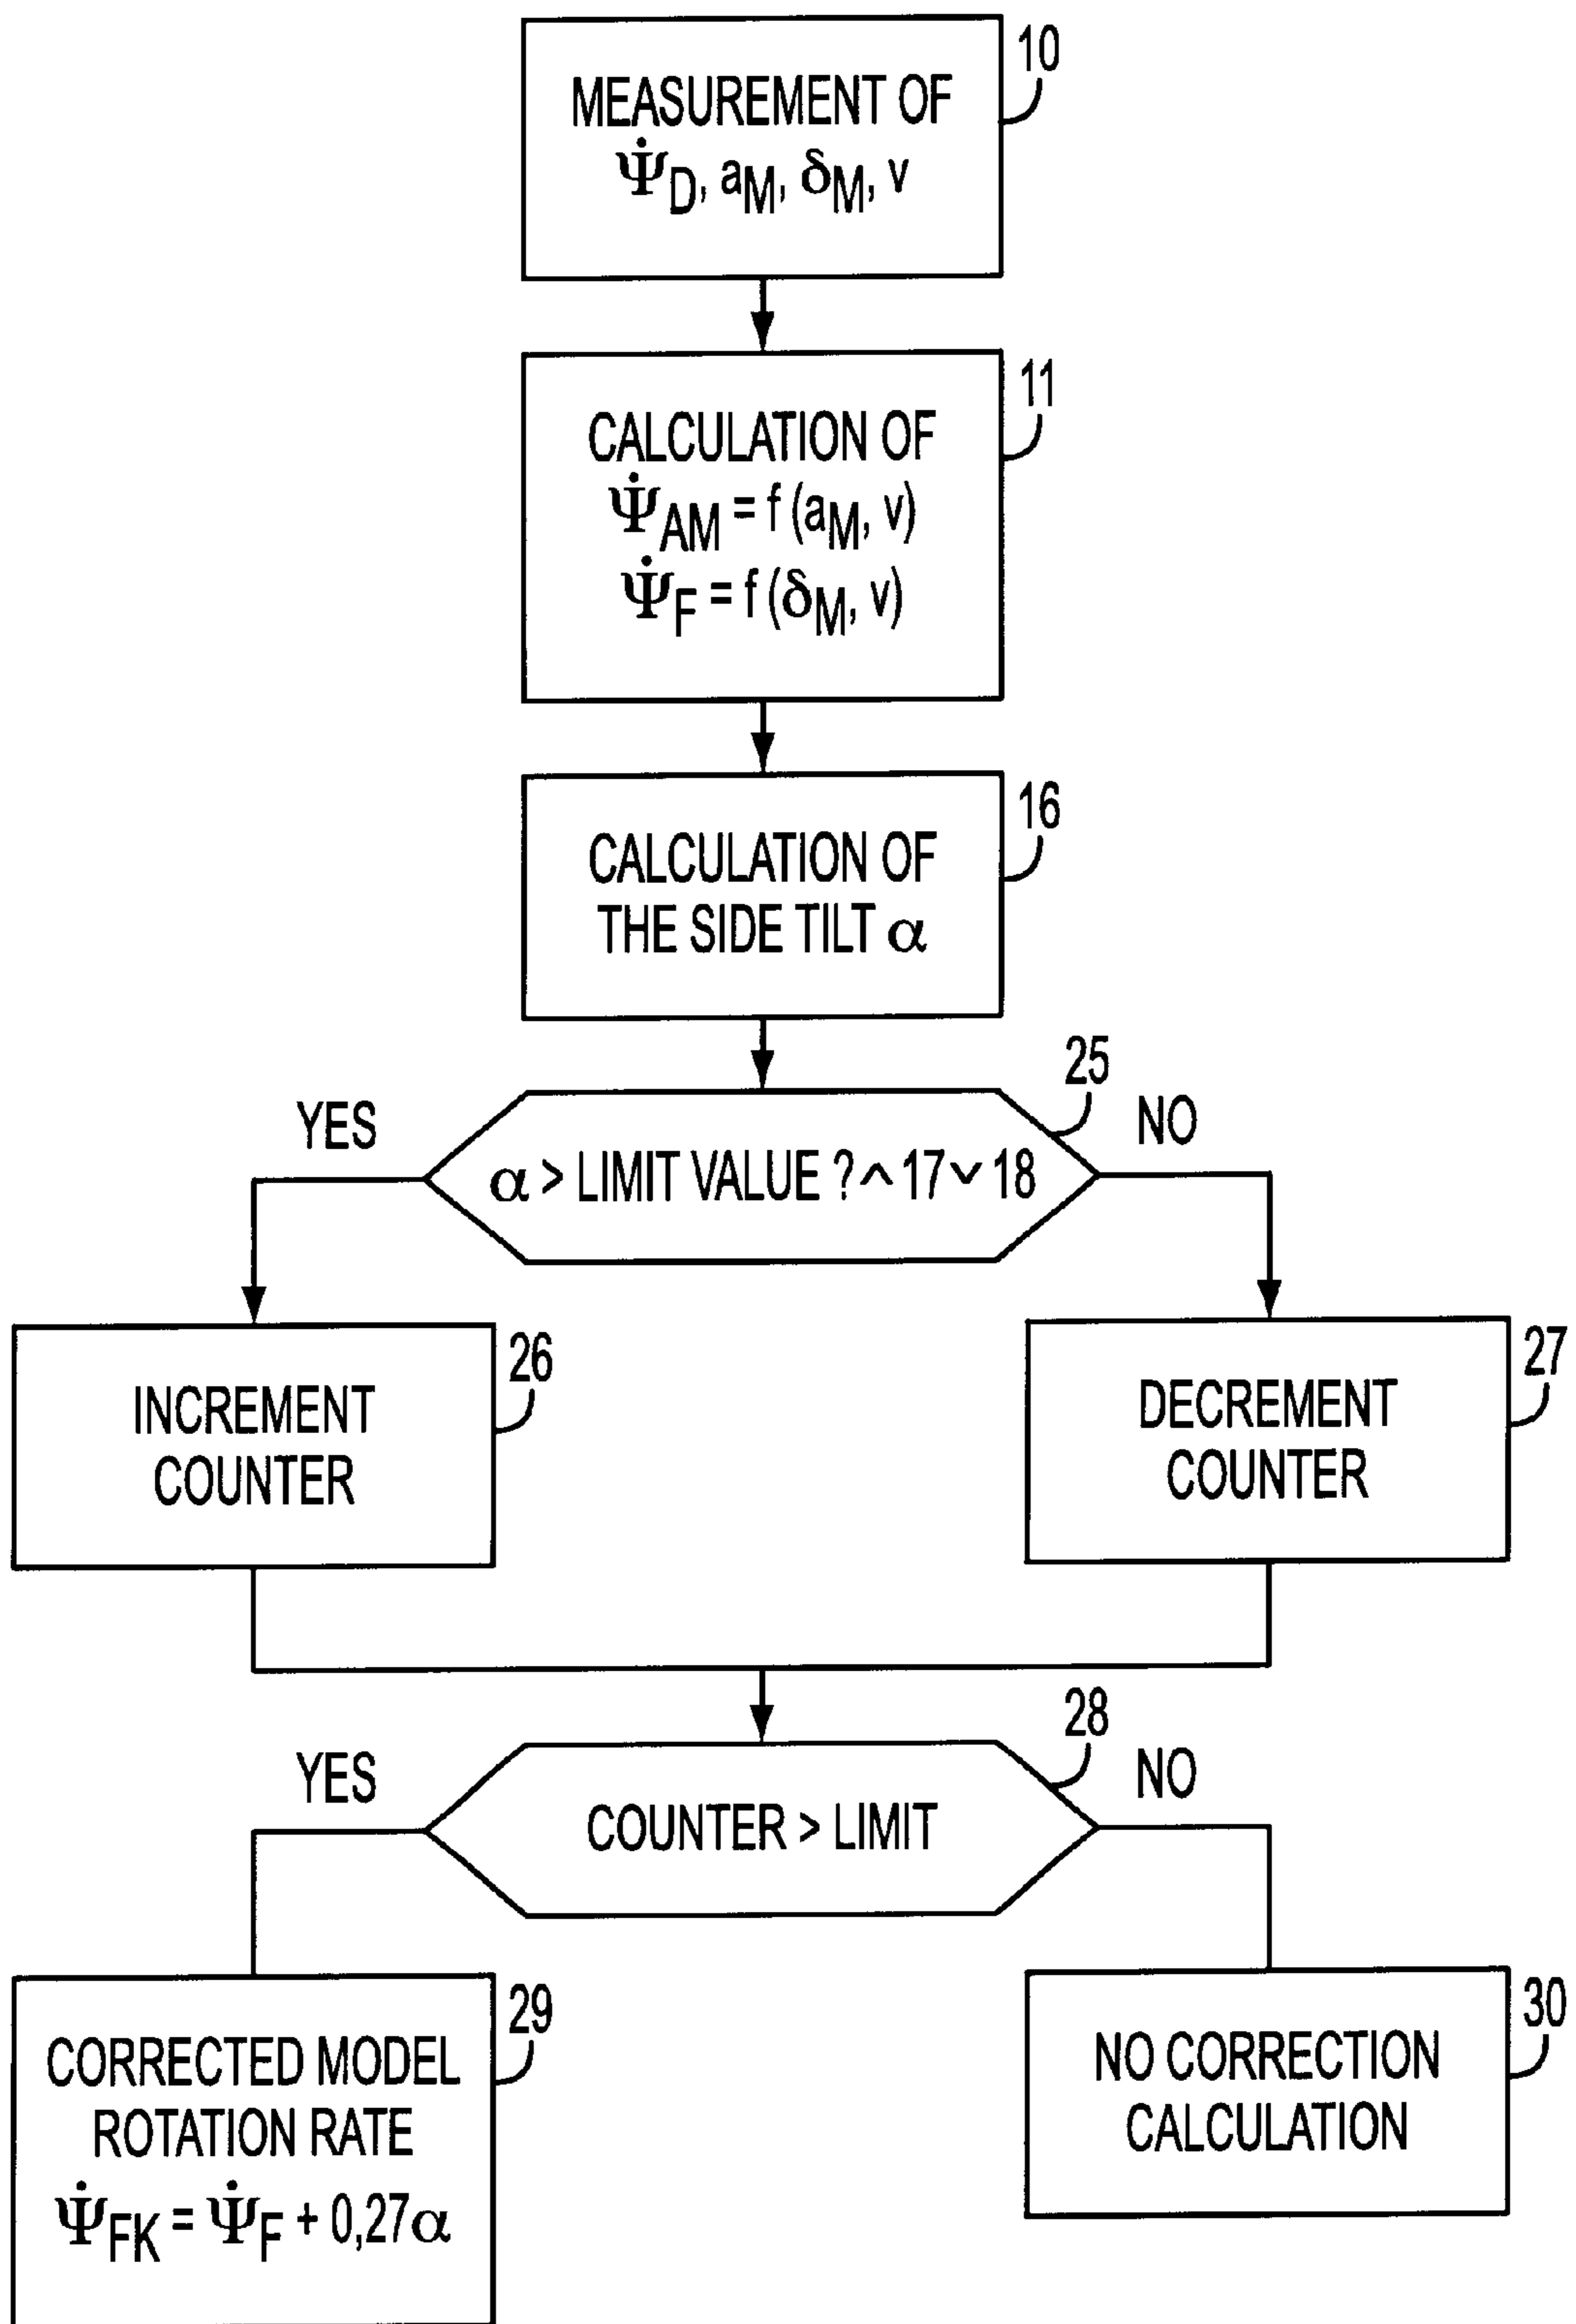 10
MEASUREMENT OF
Ψ̇D, aM, δM, v
11
CALCULATION OF
Ψ̇AM = f (aM, v)
Ψ̇F = f (δM, v)
16
CALCULATION OF
THE SIDE TILT α
25
YES
NO
α > LIMIT VALUE ? ∧ 17 ∨ 18
26
INCREMENT
COUNTER
27
DECREMENT
COUNTER
28
YES
NO
COUNTER > LIMIT
29
CORRECTED MODEL
ROTATION RATE
Ψ̇FK = Ψ̇F + 0,27α
30
NO CORRECTION
CALCULATION